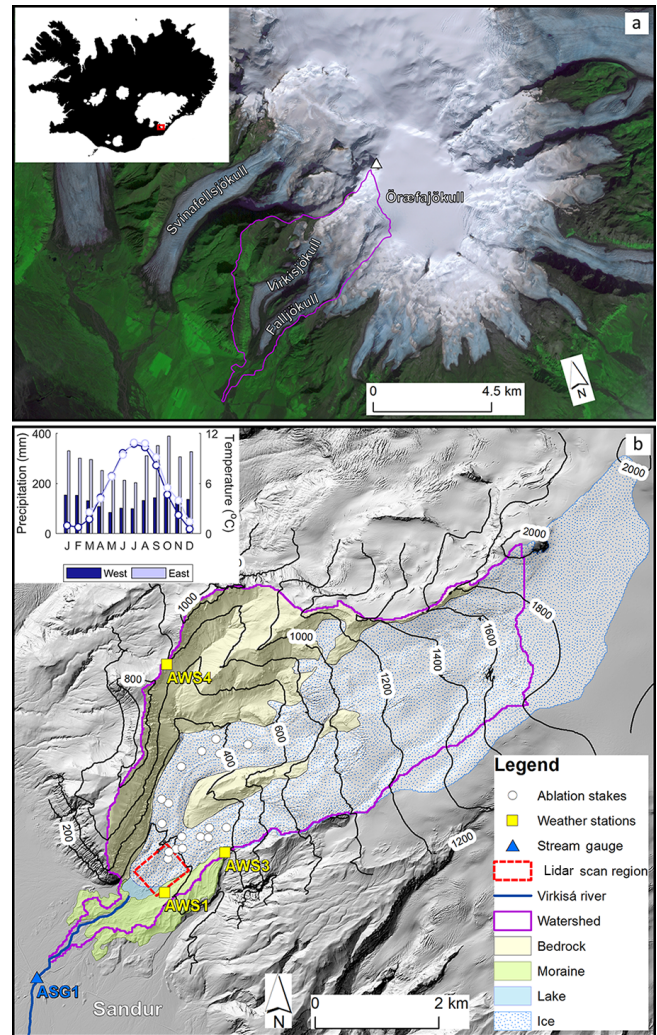 a
Svínafellsjökull
Öræfajökull
Virkisjökull
Falljökull
N
0
4.5 km
b
400
12
Precipitation (mm)
Temperature (⁰C)
200
6
0
0
J F M A M J J A S O N D
West
East
2000
2000
1000
1800
1000
1600
AWS4
800
1400
1200
600
400
200
1200
AWS3
AWS1
ASG1
Sandur
N
0
2 km
Legend
Ablation stakes
Weather stations
Stream gauge
Lidar scan region
Virkisá river
Watershed
Bedrock
Moraine
Lake
Ice